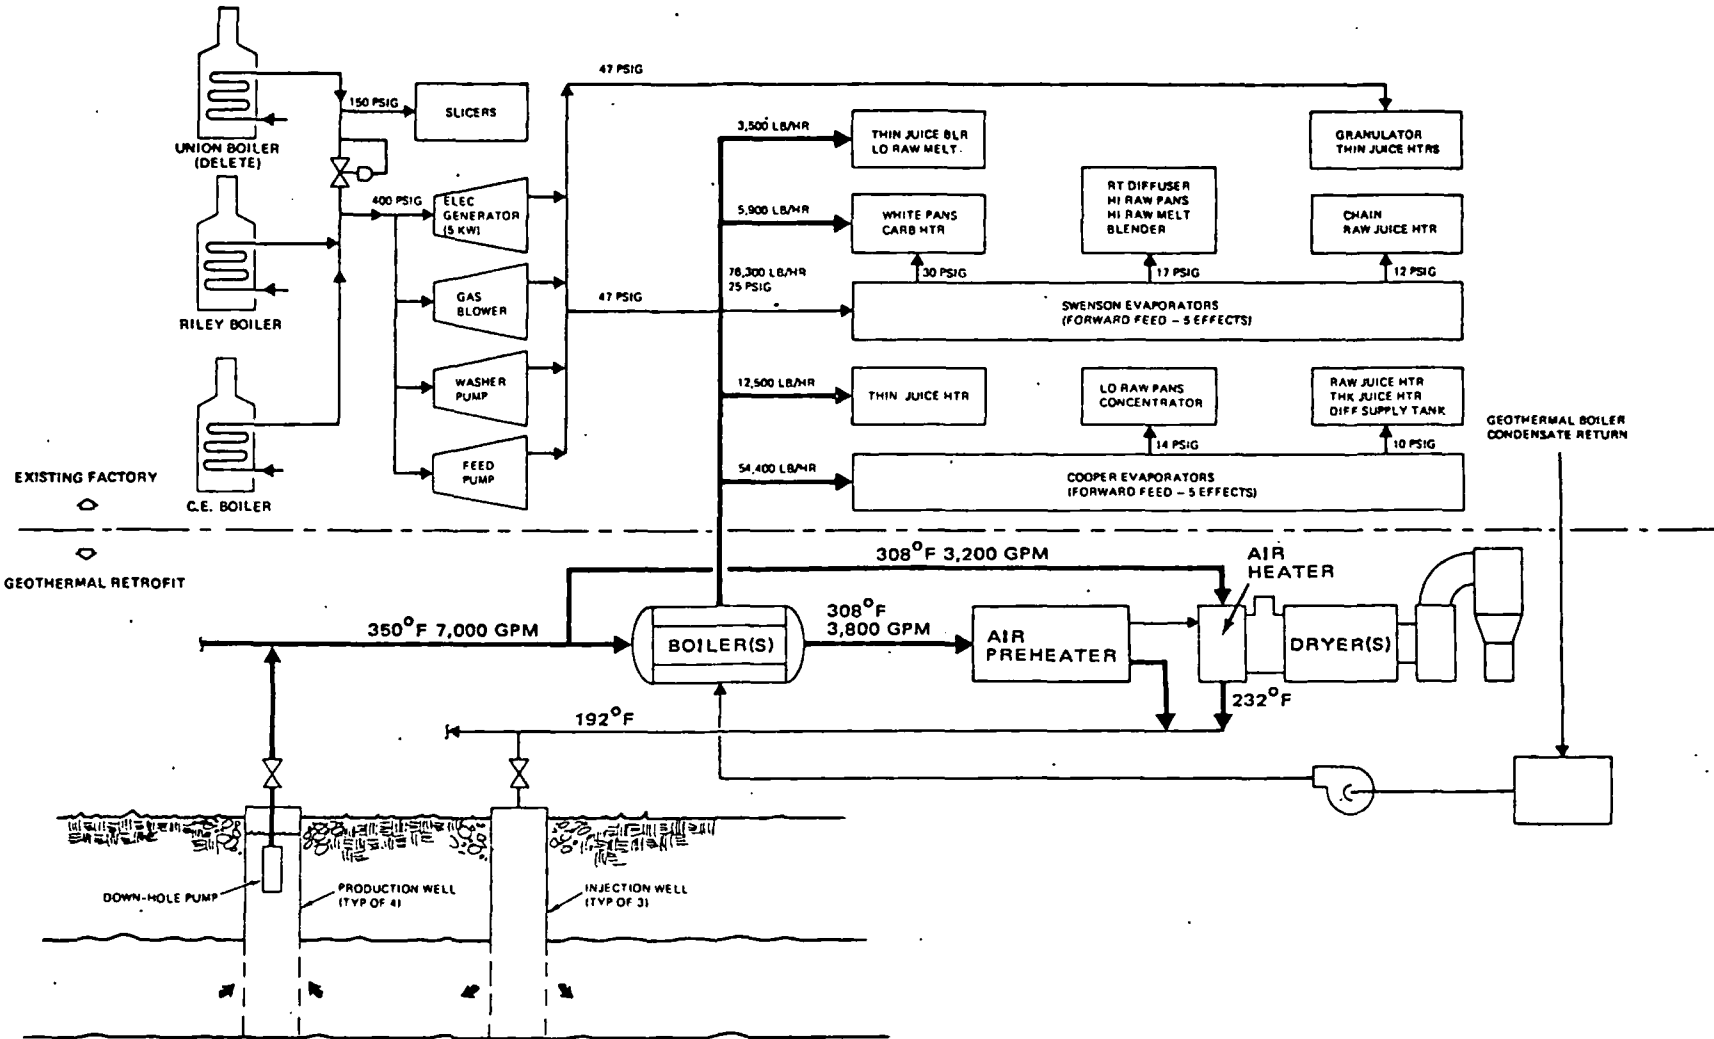 47 PSIG
150 PSIG
SLICERS
UNION BOILER
(DELETE)
400 PSIG
ELEC
GENERATOR
(5 KW)
GAS
BLOWER
WASHER
PUMP
FEED
PUMP
RILEY BOILER
C.E. BOILER
47 PSIG
3,500 LB/HR
THIN JUICE BLR
LO RAW MELT
GRANULATOR
THIN JUICE HTRS
5,900 LB/HR
WHITE PANS
CARB HTR
RT DIFFUSER
HI RAW PANS
HI RAW MELT
BLENDER
CHAIN
RAW JUICE HTR
76,300 LB/HR
25 PSIG
30 PSIG
17 PSIG
12 PSIG
SWENSON EVAPORATORS
(FORWARD FEED – 5 EFFECTS)
12,500 LB/HR
THIN JUICE HTR
LO RAW PANS
CONCENTRATOR
RAW JUICE HTR
THK JUICE HTR
DIFF SUPPLY TANK
14 PSIG
10 PSIG
54,400 LB/HR
COOPER EVAPORATORS
(FORWARD FEED – 5 EFFECTS)
GEOTHERMAL BOILER
CONDENSATE RETURN
EXISTING FACTORY
GEOTHERMAL RETROFIT
308°F 3,200 GPM
AIR
HEATER
350°F 7,000 GPM
BOILER(S)
308°F
3,800 GPM
AIR
PREHEATER
DRYER(S)
232°F
192°F
DOWN-HOLE PUMP
PRODUCTION WELL
(TYP OF 4)
INJECTION WELL
(TYP OF 3)